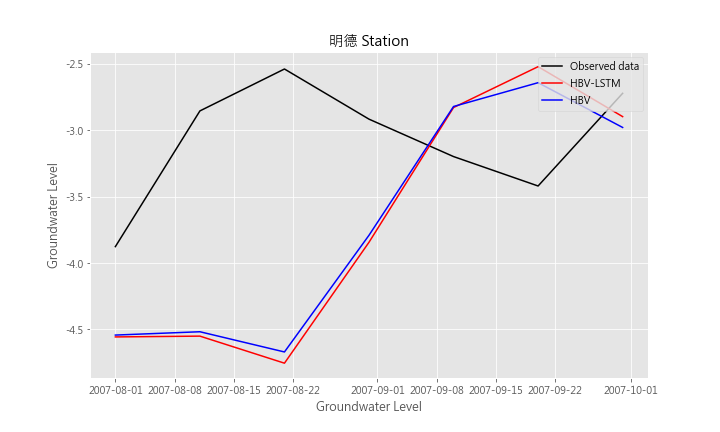 明德 Station
Observed data
HBV-LSTM
HBV
Groundwater Level
-2.5
-3.0
-3.5
-4.0
-4.5
2007-08-01 2007-08-08 2007-08-15 2007-08-22 2007-09-01 2007-09-08 2007-09-15 2007-09-22 2007-10-01
Groundwater Level